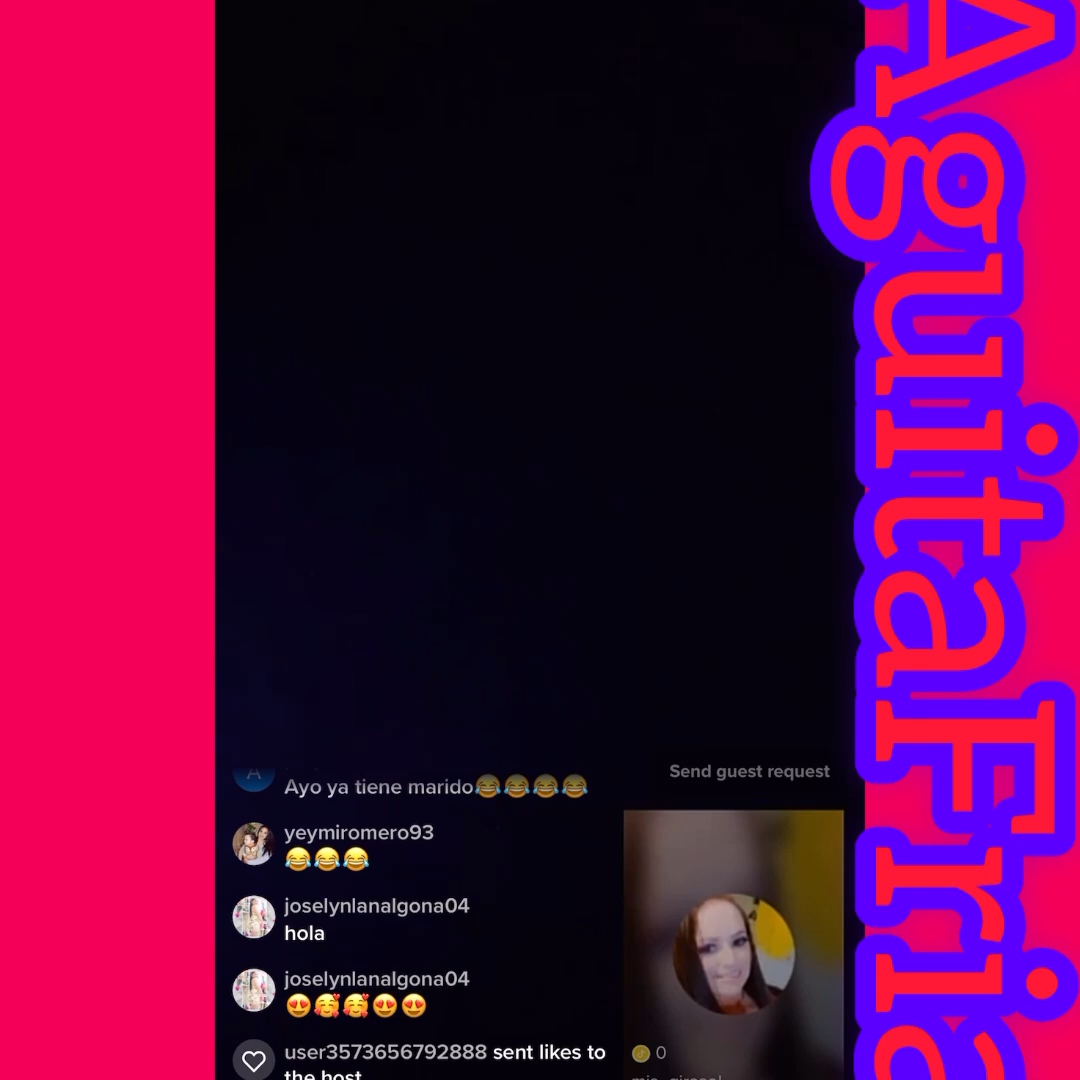 AguitaFria
A
Ayo ya tiene marido😂😂😂😂
Send guest request
yeymiromero93
😂😂😂
joselynlanalgona04
hola
joselynlanalgona04
😍🥰🥰😍😍
user3573656792888 sent likes to
the host
0